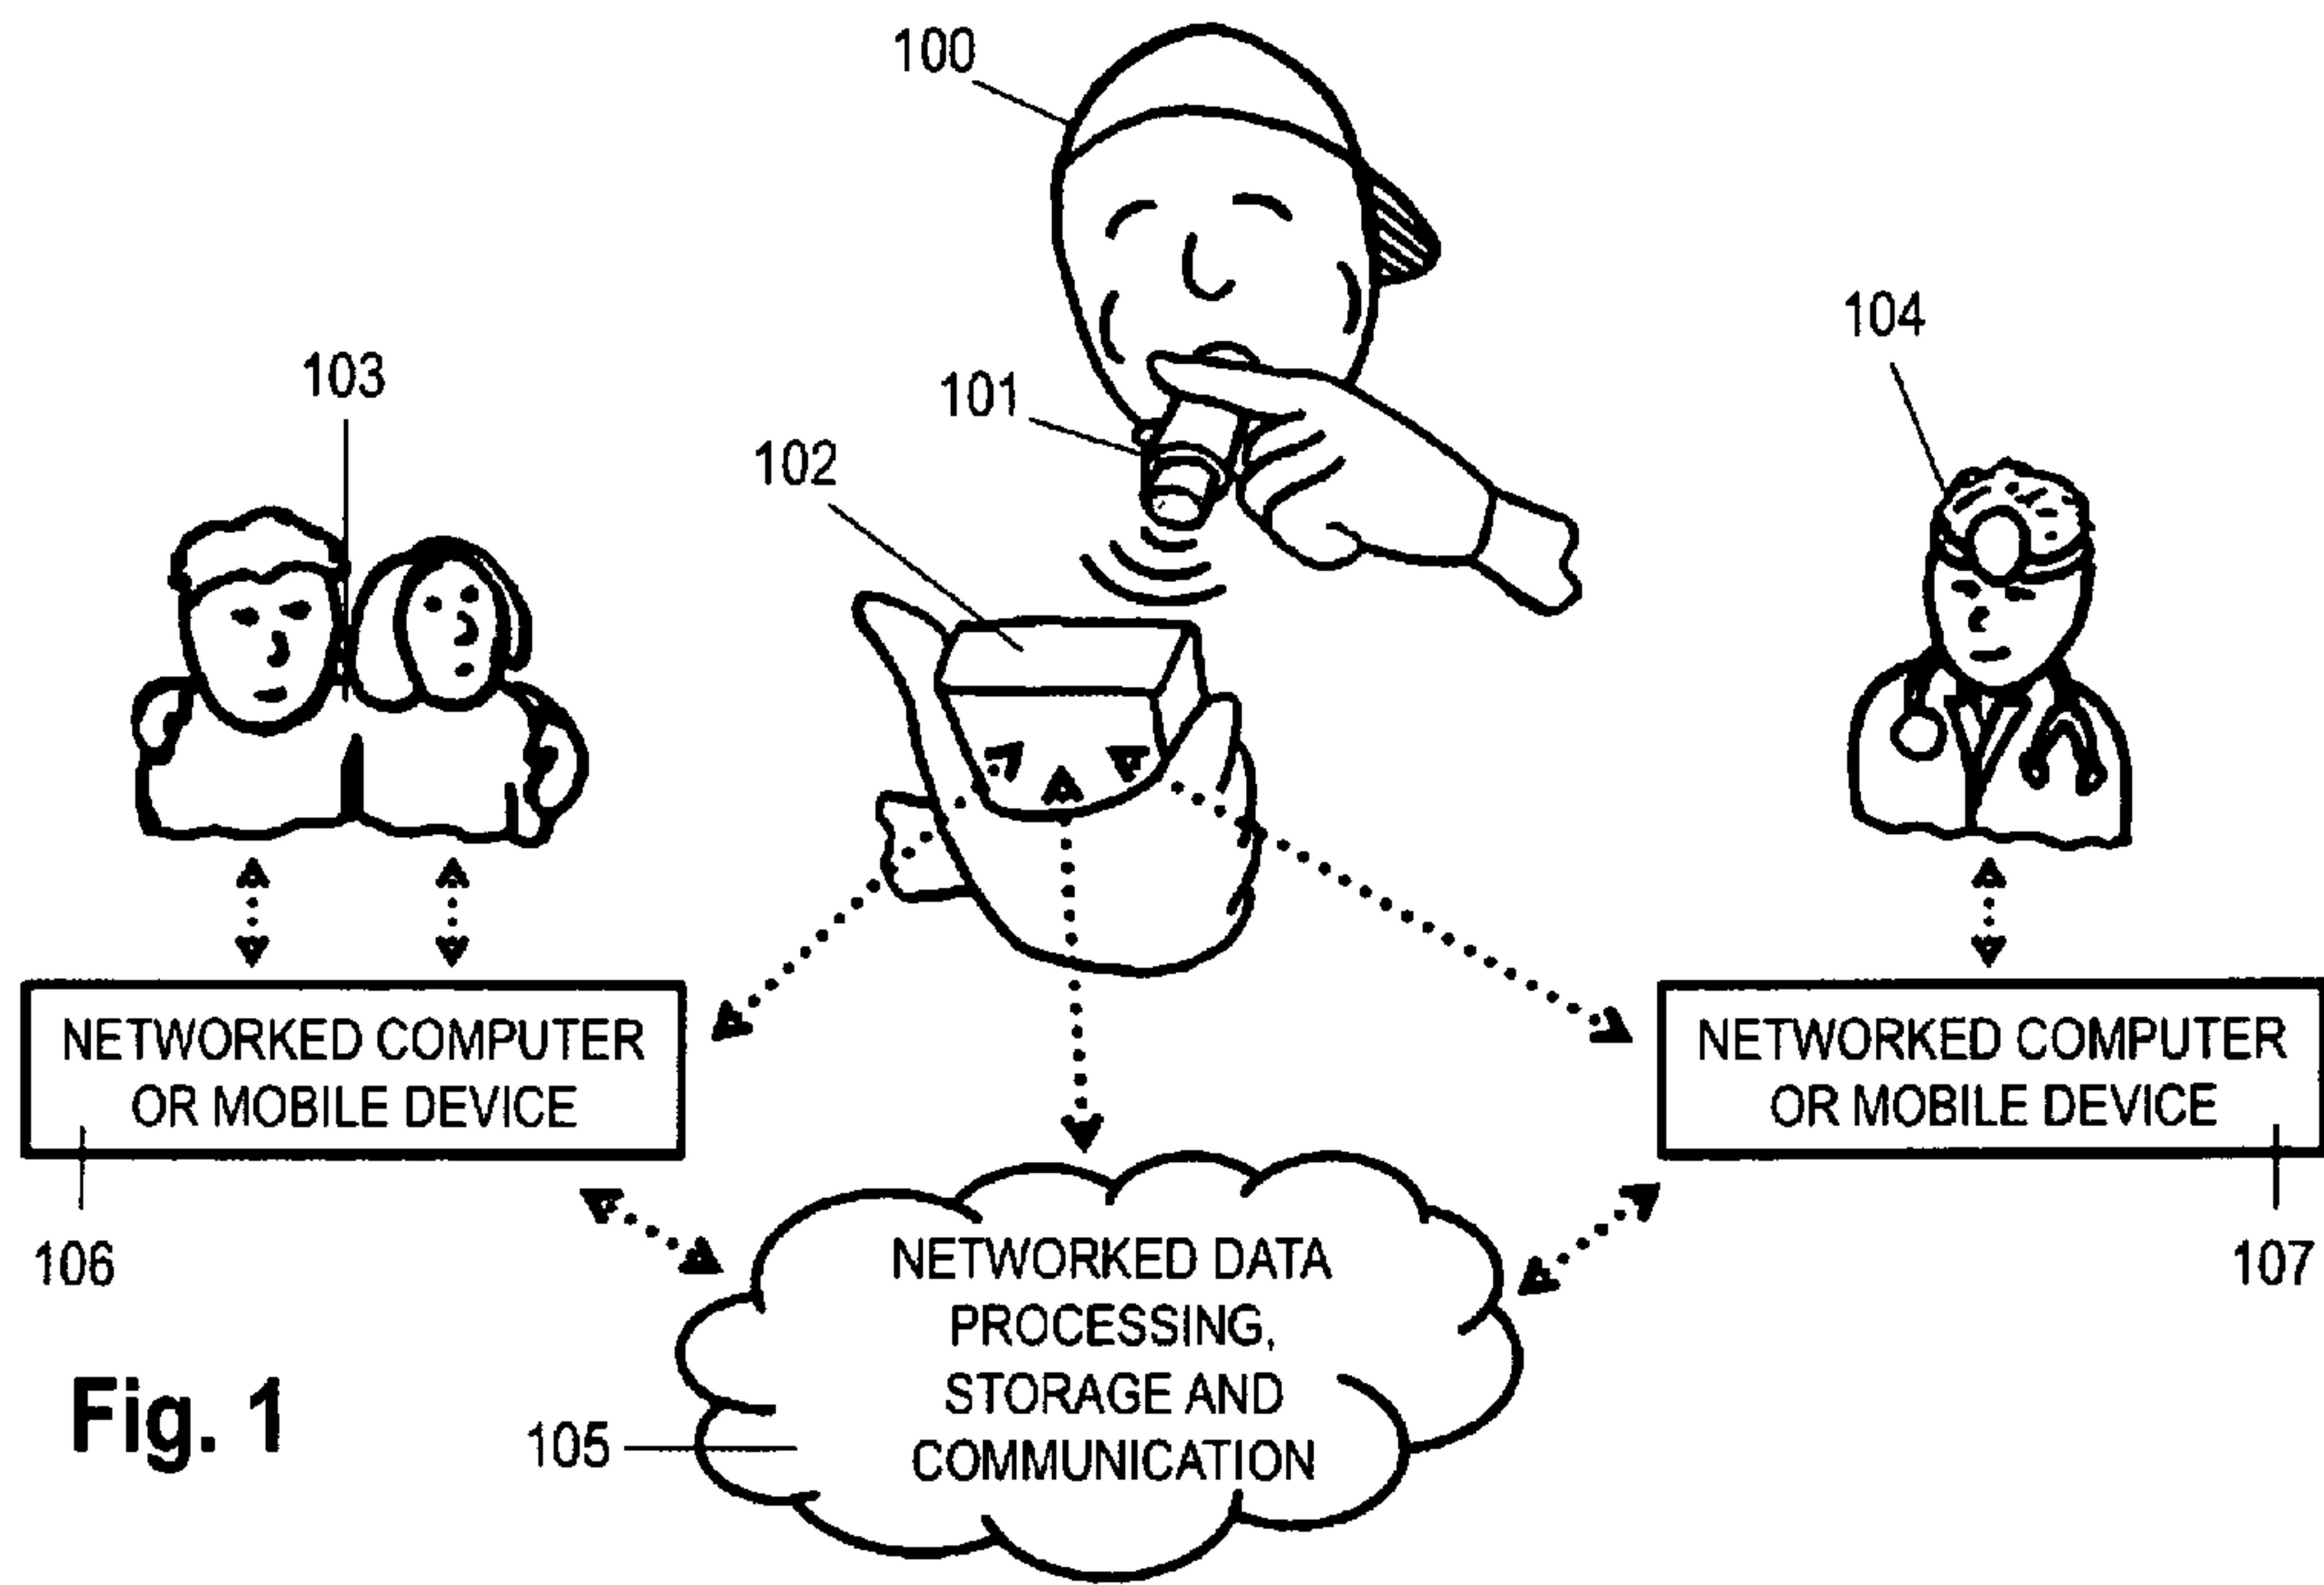 100
104
103
101
102
NETWORKED COMPUTER
OR MOBILE DEVICE
NETWORKED COMPUTER
OR MOBILE DEVICE
106
107
NETWORKED DATA
PROCESSING,
STORAGE AND
COMMUNICATION
105
Fig. 1